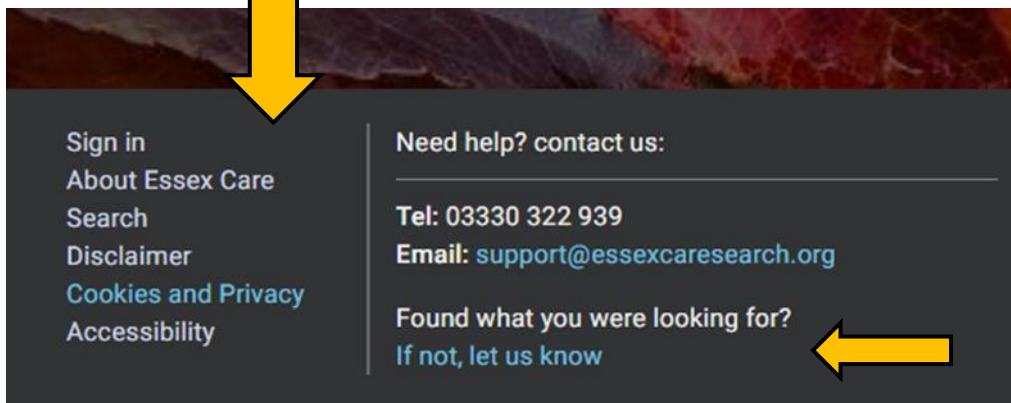 Sign in
About Essex Care
Search
Disclaimer
Cookies and Privacy
Accessibility
Need help? contact us:
Tel: 03330 322 939
Email: support@essexcaresearch.org
Found what you were looking for?
If not, let us know